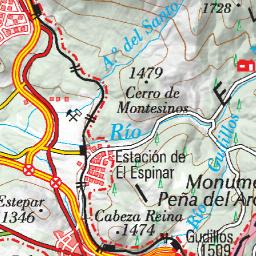 1728
A.º del Santo
1479
Cerro de
Montesinos
Río
Gudillos
Estación de
El Espinar
Monume
Peña del Arc
Río
Estepar
1346
Cabeza Reina
1474
Gudillos
(1509